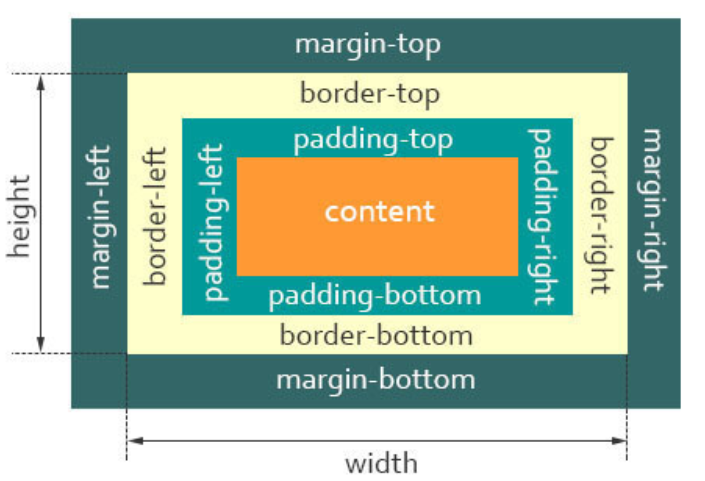 margin-top
border-top
padding-top
height
margin-left
border-left
padding-left
content
padding-right
border-right
margin-right
padding-bottom
border-bottom
margin-bottom
width